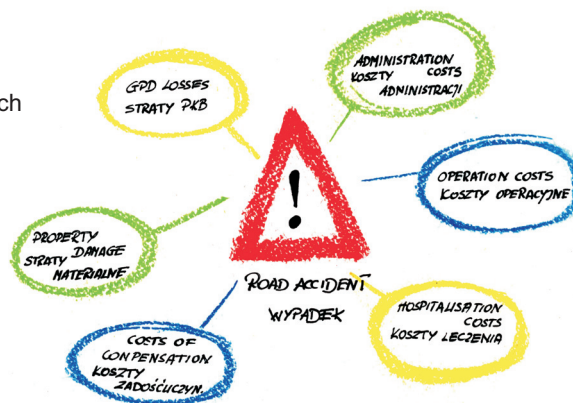 ch
GPD LOSSES
STRATY PKB
ADMINISTRATION
KOSZTY COSTS
ADMINISTRACJI
!
OPERATION COSTS
KOSZTY OPERACYJNE
PROPERTY
DAMAGE
STRATY
MATERIALNE
ROAD ACCIDENT
WYPADEK
HOSPITALISATION
COSTS
KOSZTY LECZENIA
COSTS OF
CONPENSATION
KOSZTY
ZADOŚĆUCZYN.